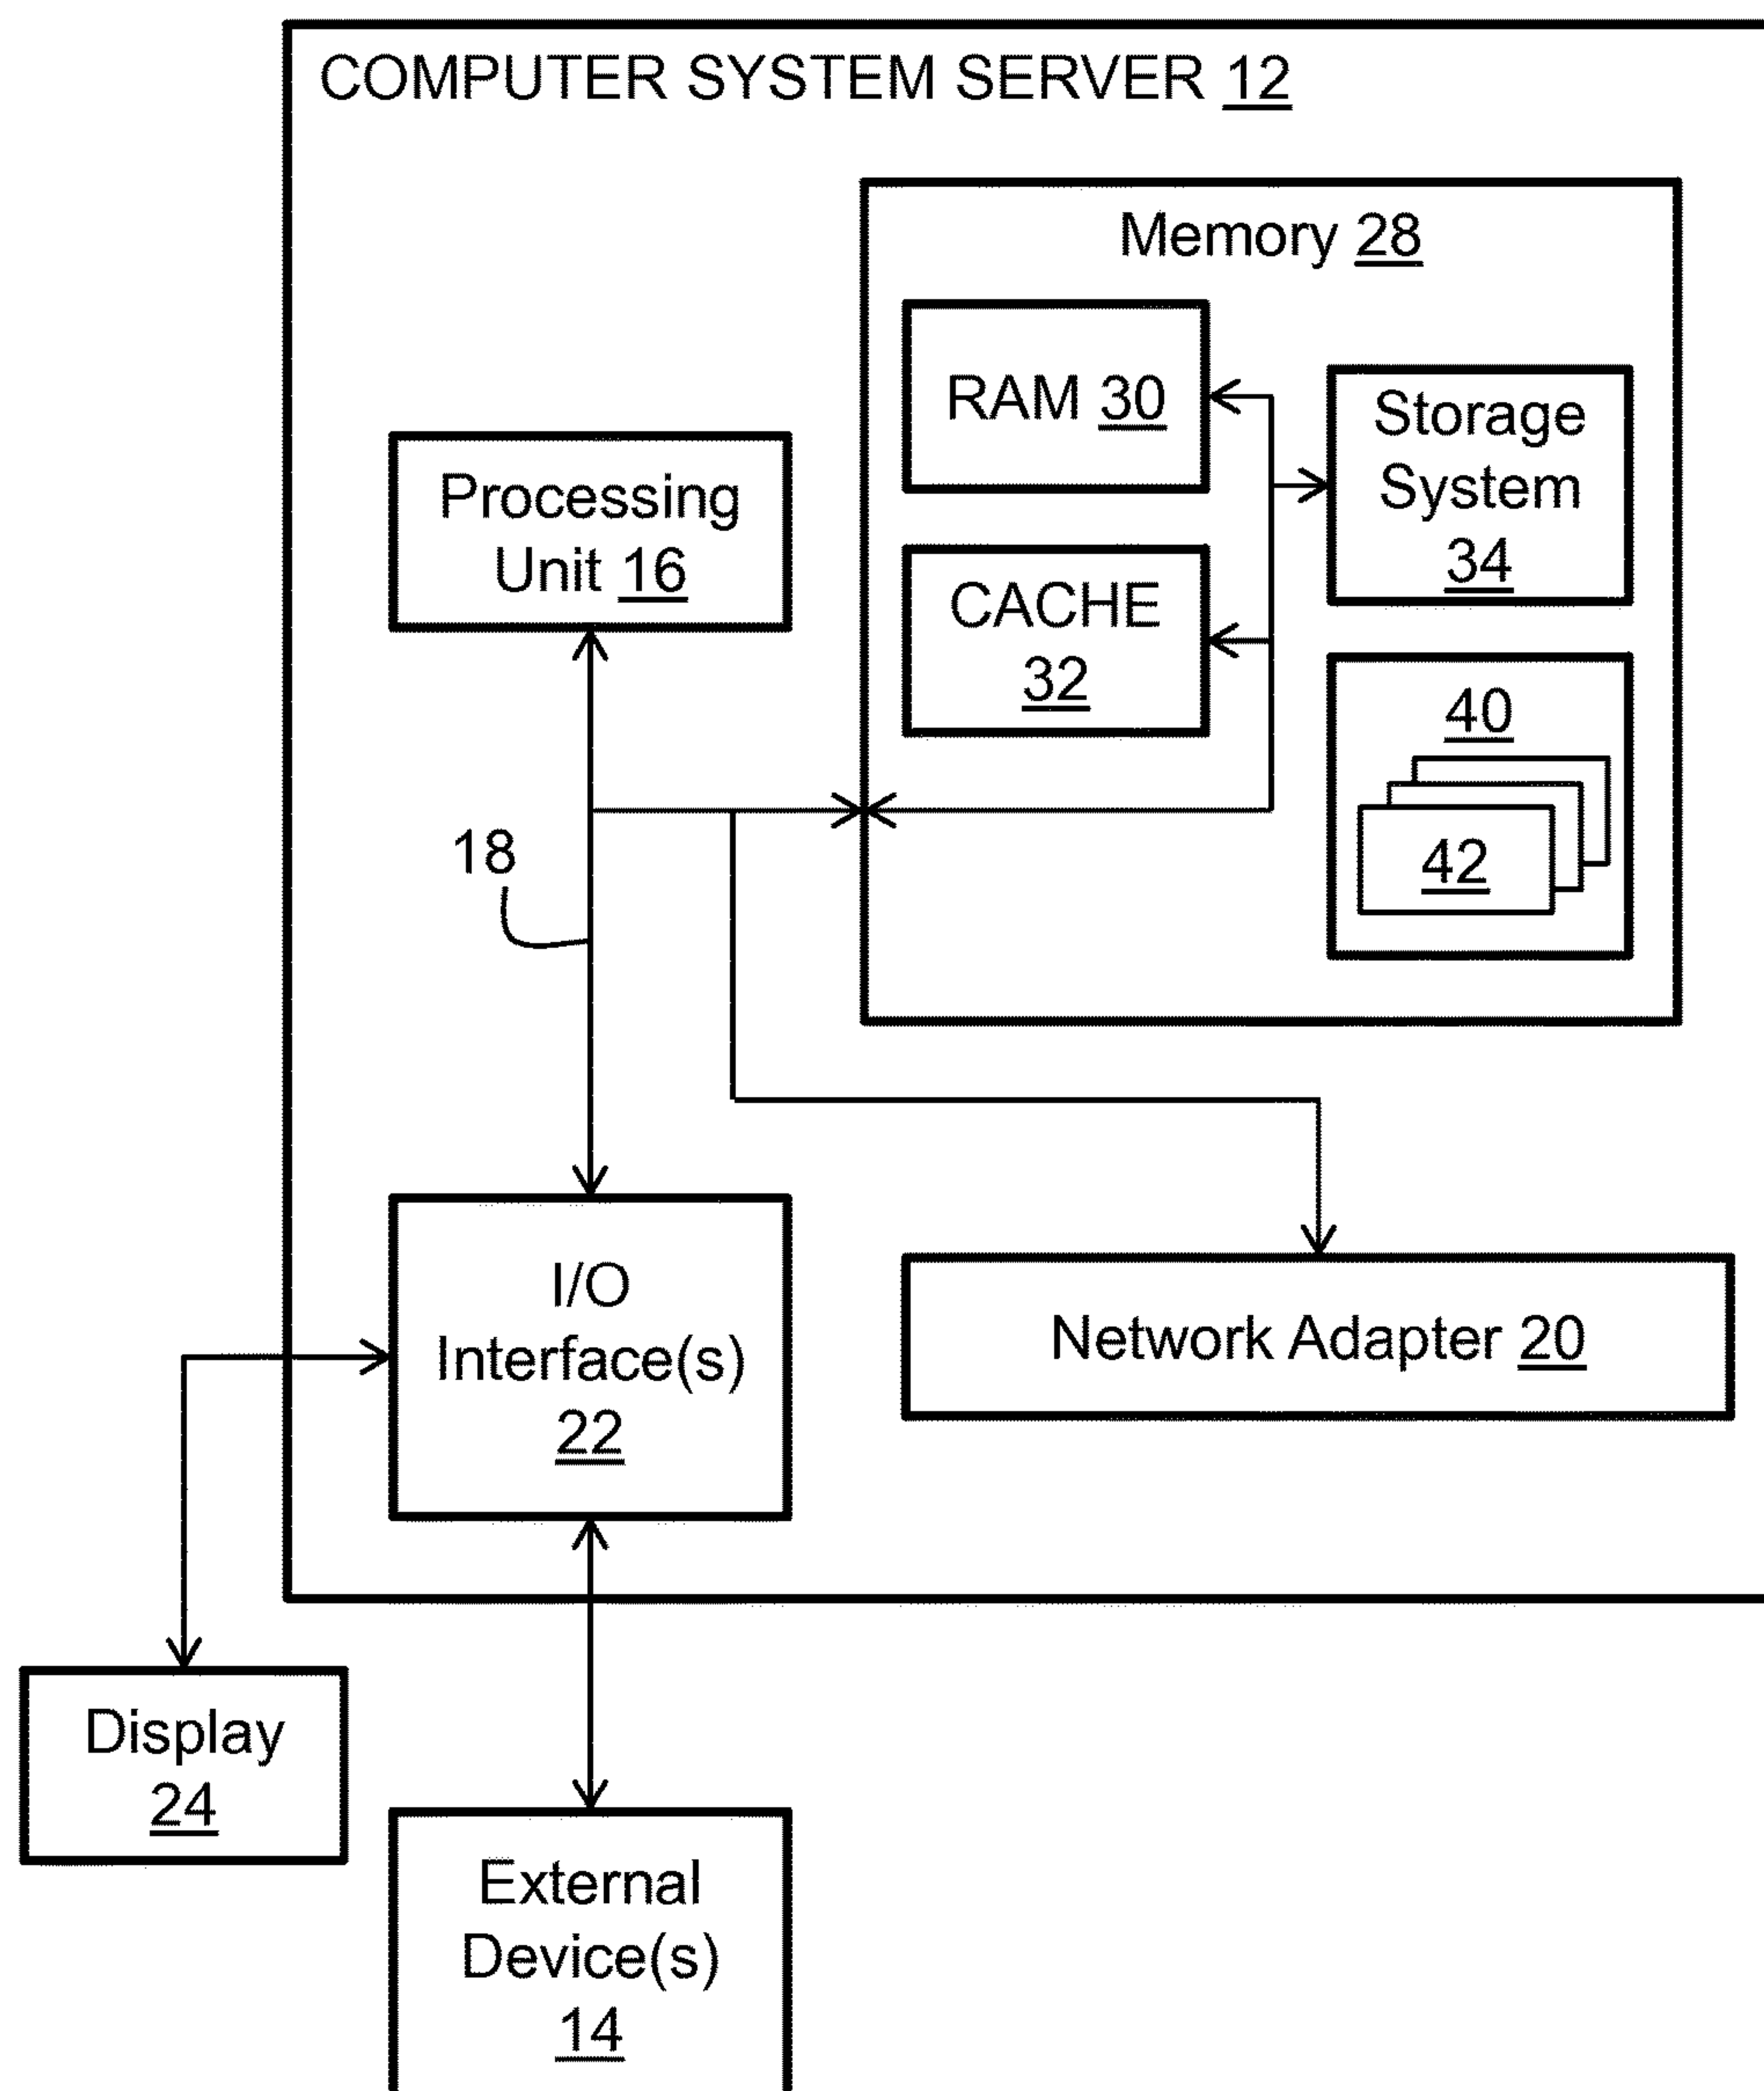 COMPUTER SYSTEM SERVER 12
Memory 28
RAM 30
Storage
System
34
Processing
Unit 16
CACHE
32
40
42
18
I/O
Interface(s)
22
Network Adapter 20
Display
24
External
Device(s)
14